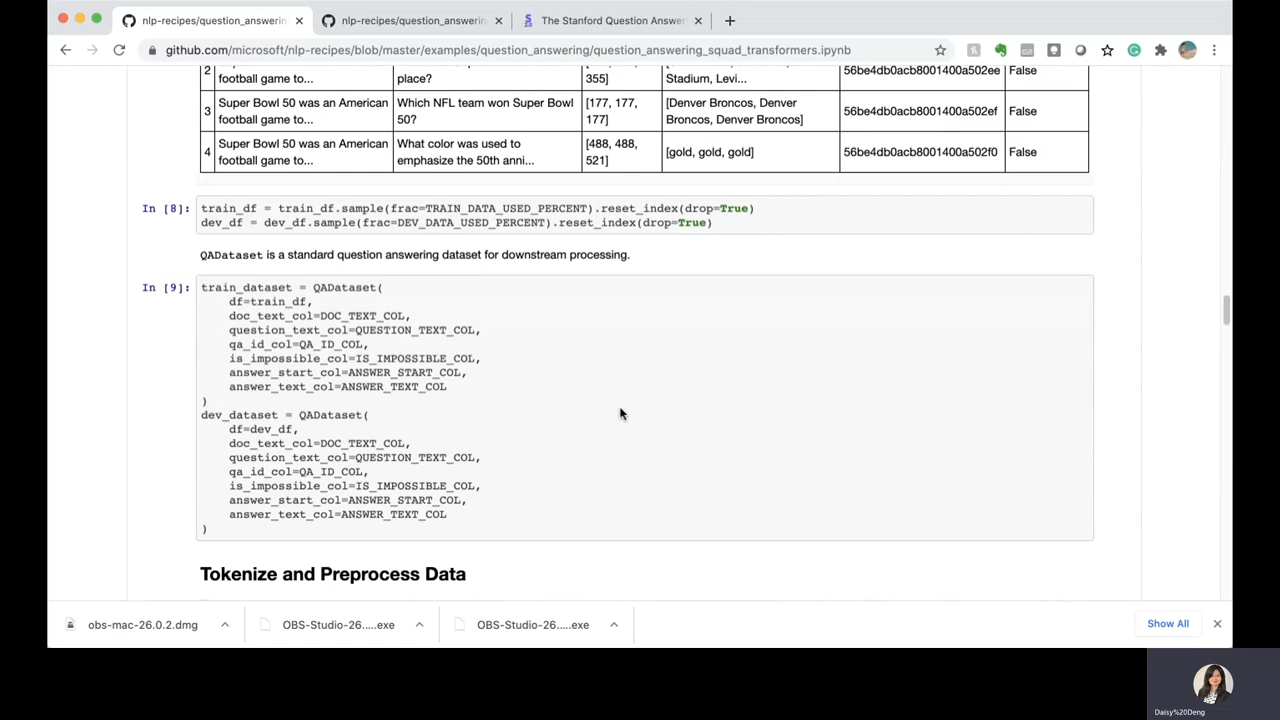 nlp-recipes/question_answering
nlp-recipes/question_answering
The Stanford Question Answer
github.com/microsoft/nlp-recipes/blob/master/examples/question_answering/question_answering_squad_transformers.ipynb
2 football game to... place? 355] Stadium, Levi... 56be4db0acb8001400a502ee False
3 Super Bowl 50 was an American football game to... Which NFL team won Super Bowl 50? [177, 177, 177] [Denver Broncos, Denver Broncos, Denver Broncos] 56be4db0acb8001400a502ef False
4 Super Bowl 50 was an American football game to... What color was used to emphasize the 50th anni... [488, 488, 521] [gold, gold, gold] 56be4db0acb8001400a502f0 False
In [8]: train_df = train_df.sample(frac=TRAIN_DATA_USED_PERCENT).reset_index(drop=True)
dev_df = dev_df.sample(frac=DEV_DATA_USED_PERCENT).reset_index(drop=True)
QADataset is a standard question answering dataset for downstream processing.
In [9]: train_dataset = QADataset(
df=train_df,
doc_text_col=DOC_TEXT_COL,
question_text_col=QUESTION_TEXT_COL,
qa_id_col=QA_ID_COL,
is_impossible_col=IS_IMPOSSIBLE_COL,
answer_start_col=ANSWER_START_COL,
answer_text_col=ANSWER_TEXT_COL
)
dev_dataset = QADataset(
df=dev_df,
doc_text_col=DOC_TEXT_COL,
question_text_col=QUESTION_TEXT_COL,
qa_id_col=QA_ID_COL,
is_impossible_col=IS_IMPOSSIBLE_COL,
answer_start_col=ANSWER_START_COL,
answer_text_col=ANSWER_TEXT_COL
)
Tokenize and Preprocess Data
obs-mac-26.0.2.dmg
OBS-Studio-26.....exe
OBS-Studio-26.....exe
Show All
Daisy%20Deng